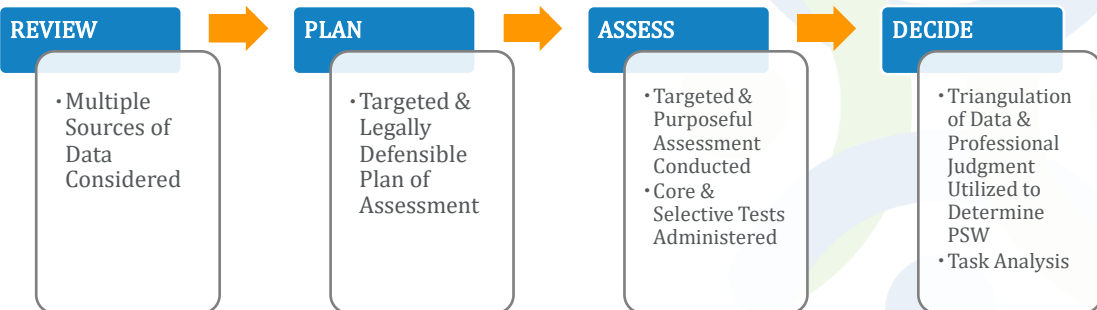 REVIEW
・Multiple
Sources of
Data
Considered
PLAN
・Targeted &
Legally
Defensible
Plan of
Assessment
ASSESS
・Targeted &
Purposeful
Assessment
Conducted
・Core &
Selective Tests
Administered
DECIDE
・Triangulation
of Data &
Professional
Judgment
Utilized to
Determine
PSW
・Task Analysis